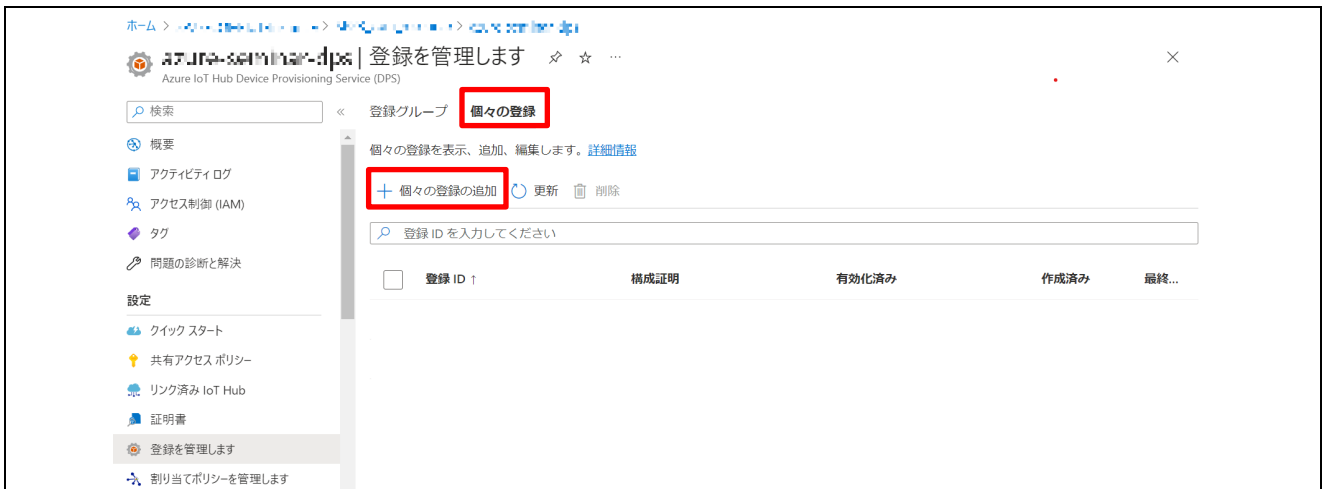 ホーム >
azure-seminar-dps | 登録を管理します ...
Azure IoT Hub Device Provisioning Service (DPS)
検索
«
登録グループ 個々の登録
概要
個々の登録を表示、追加、編集します。詳細情報
アクティビティ ログ
+ 個々の登録の追加 更新 削除
アクセス制御 (IAM)
タグ
登録 ID を入力してください
問題の診断と解決
登録 ID ↑ 構成証明 有効化済み 作成済み 最終...
設定
クイック スタート
共有アクセス ポリシー
リンク済み IoT Hub
証明書
登録を管理します
割り当てポリシーを管理します